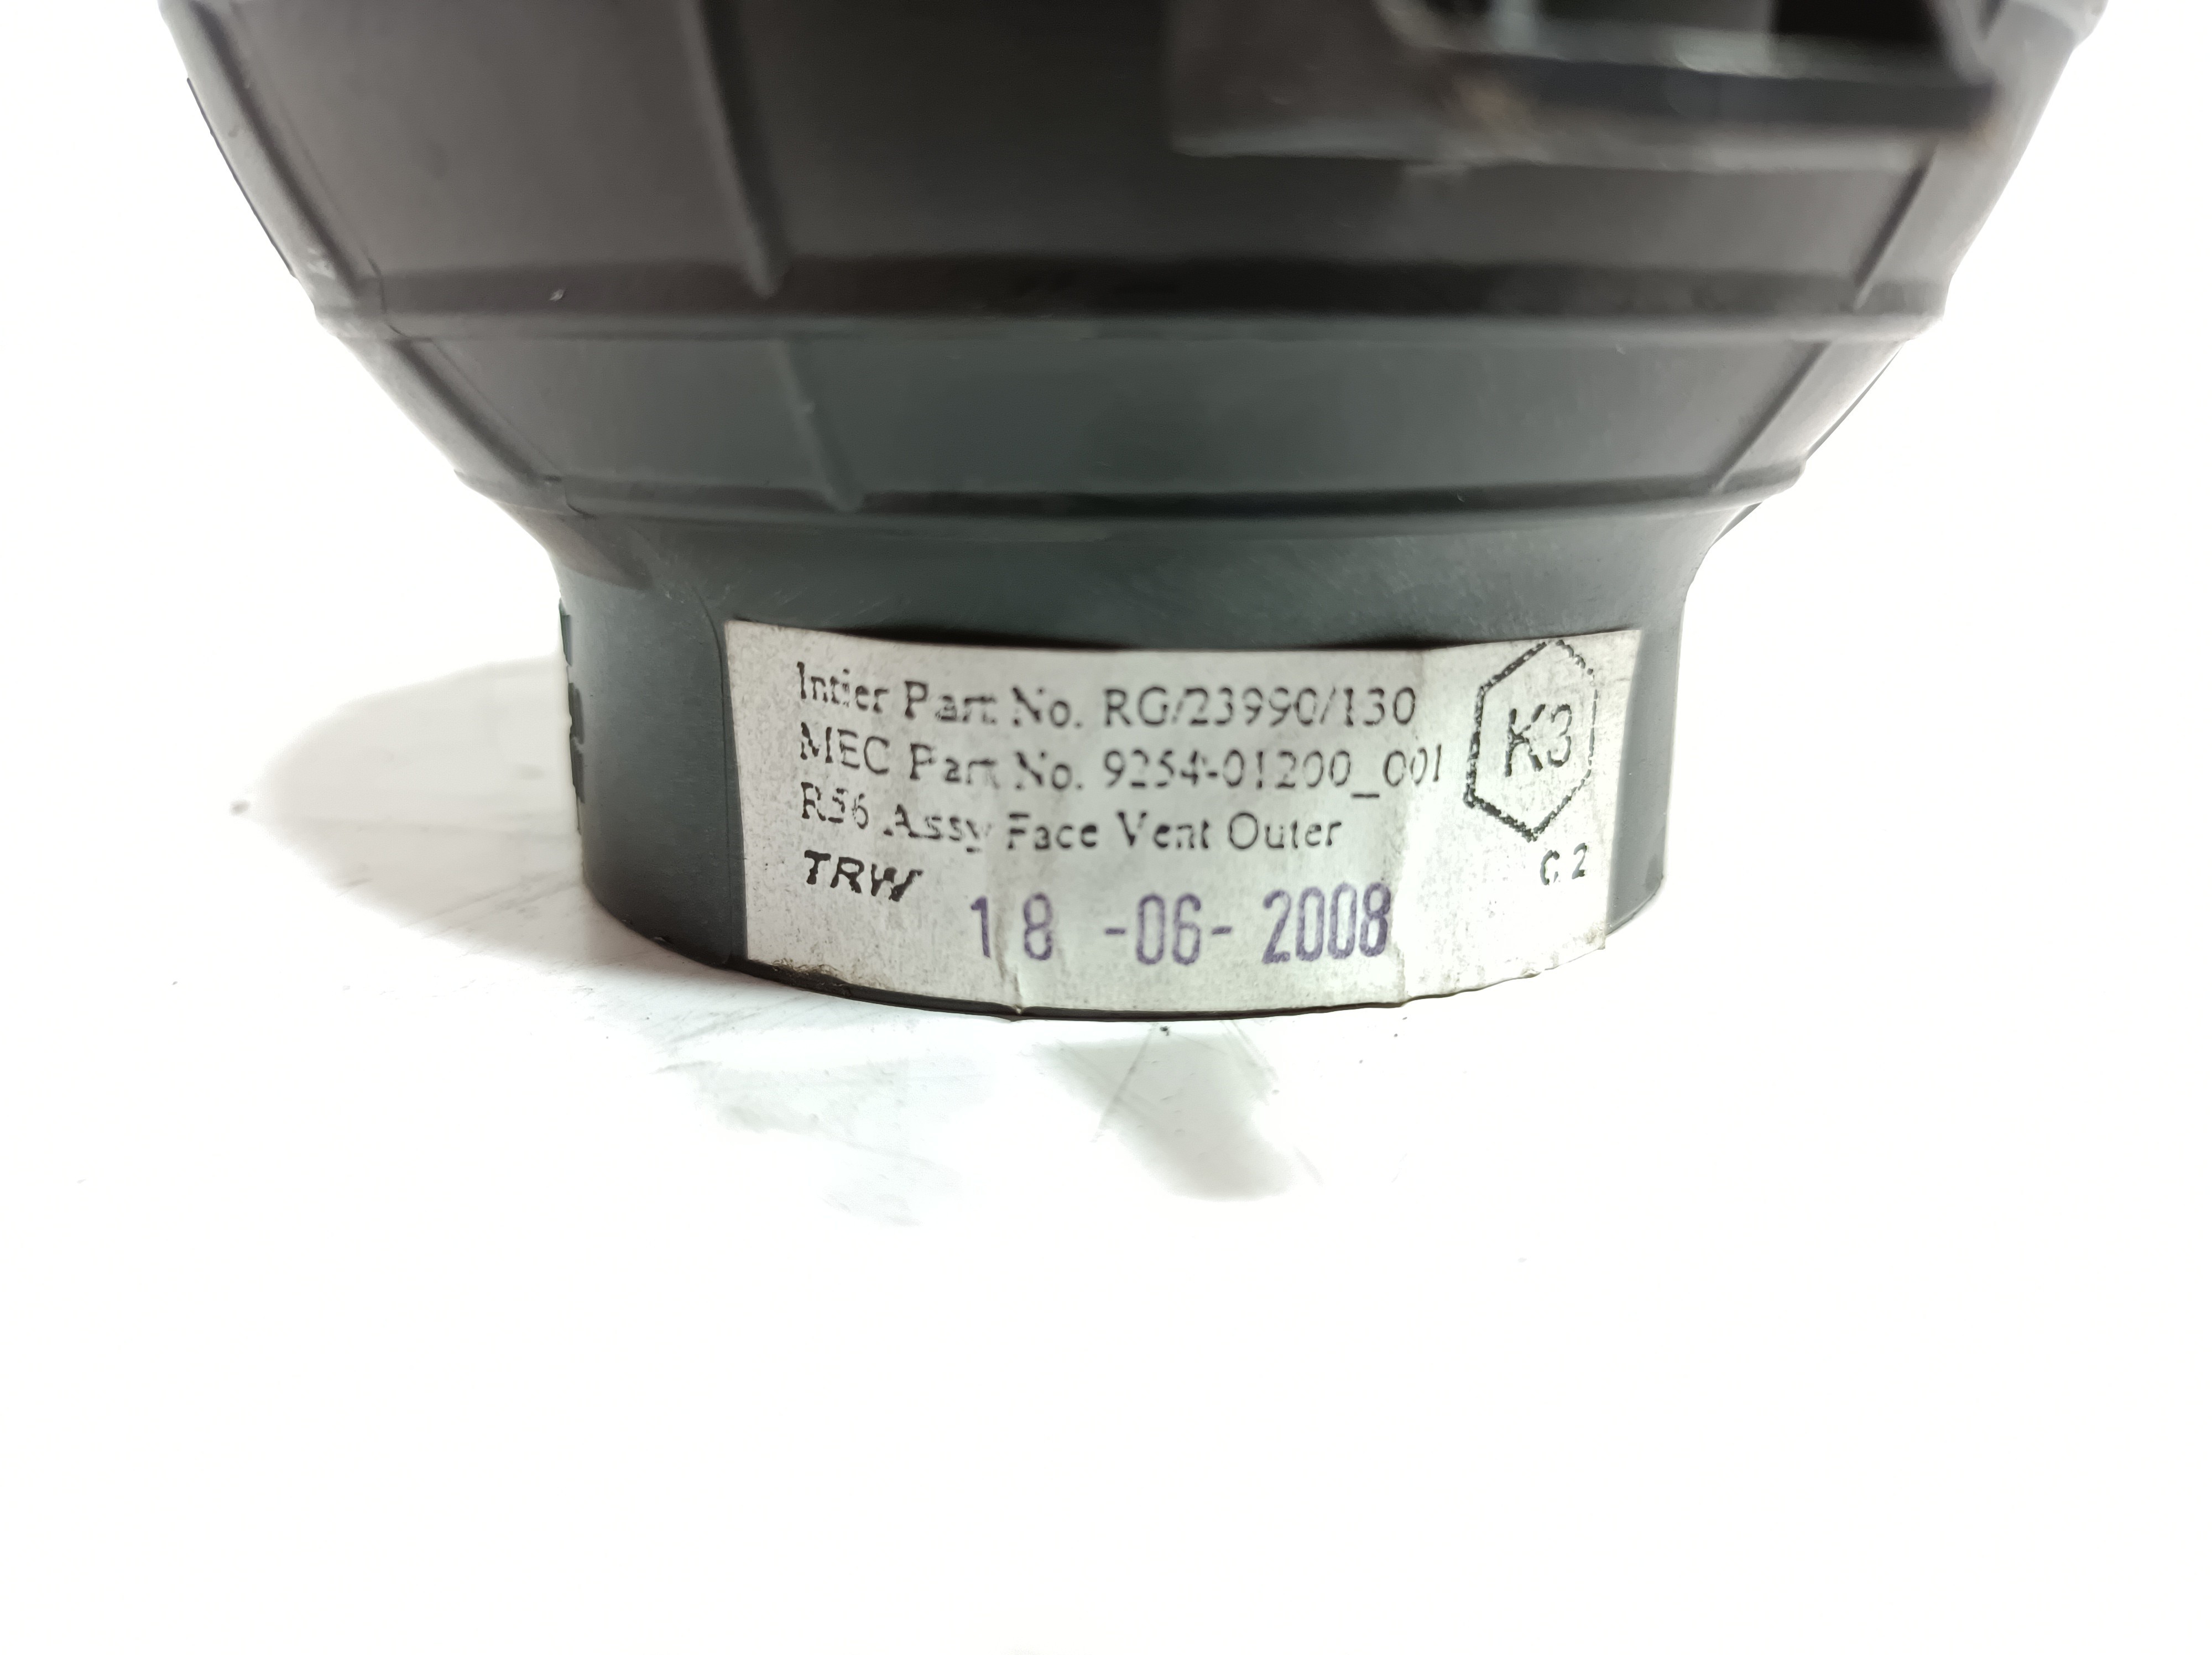 Intier Part No. RG/23990/130
MEC Part No. 9254-01200_001
R56 Assy Face Vent Outer
TRW
18-06-2008
K3
C2